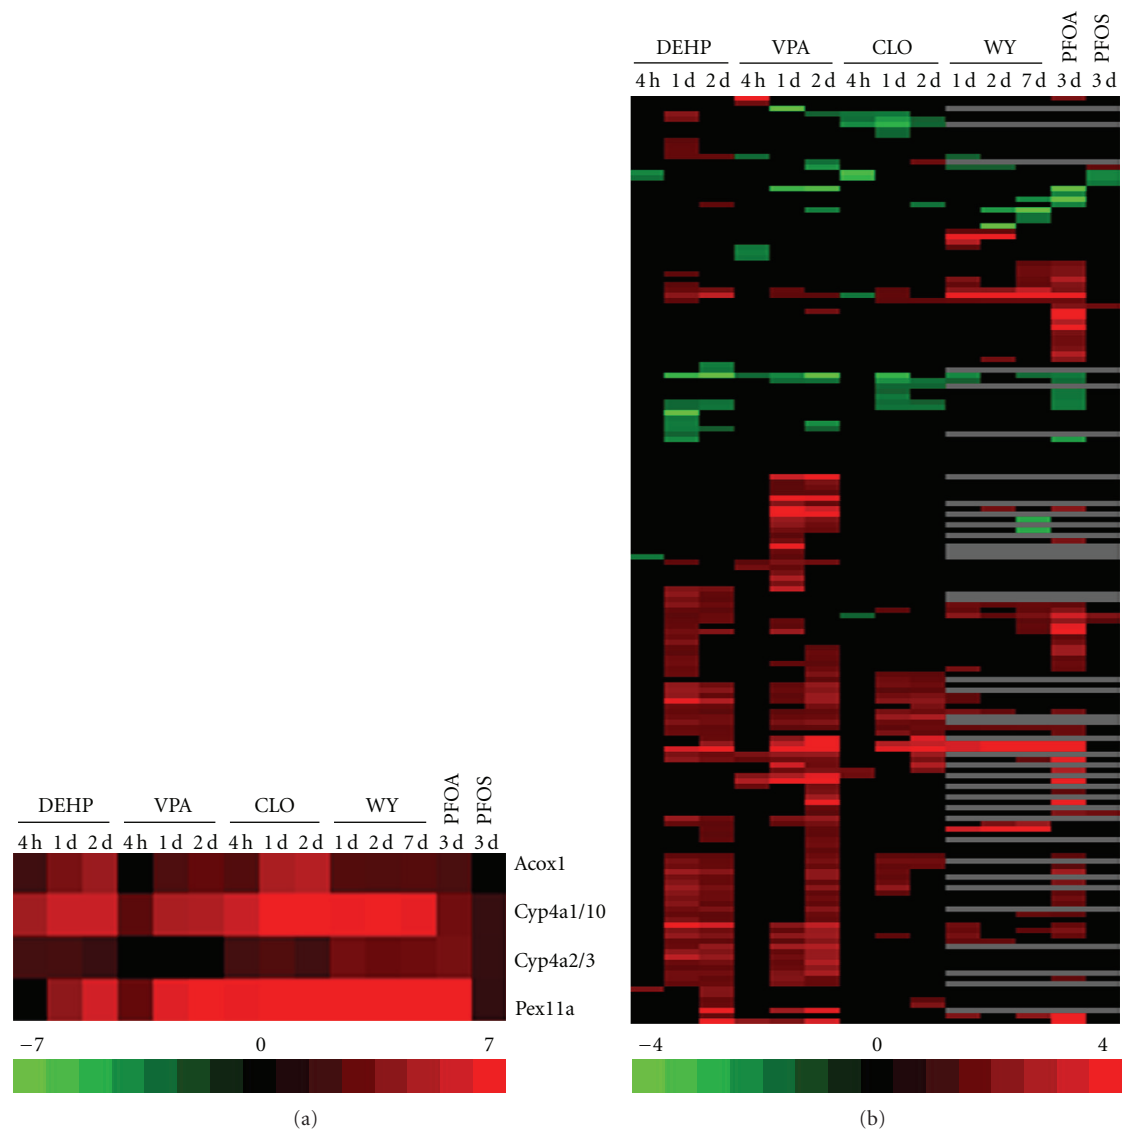 DEHP VPA CLO WY PFOA PFOS
4 h 1 d 2 d 4 h 1 d 2 d 4 h 1 d 2 d 1 d 2 d 7 d 3 d 3 d
Acox1
Cyp4a1/10
Cyp4a2/3
Pex11a
−7 0 7
(a)
DEHP VPA CLO WY PFOA PFOS
4 h 1 d 2 d 4 h 1 d 2 d 4 h 1 d 2 d 1 d 2 d 7 d 3 d 3 d
−4 0 4
(b)